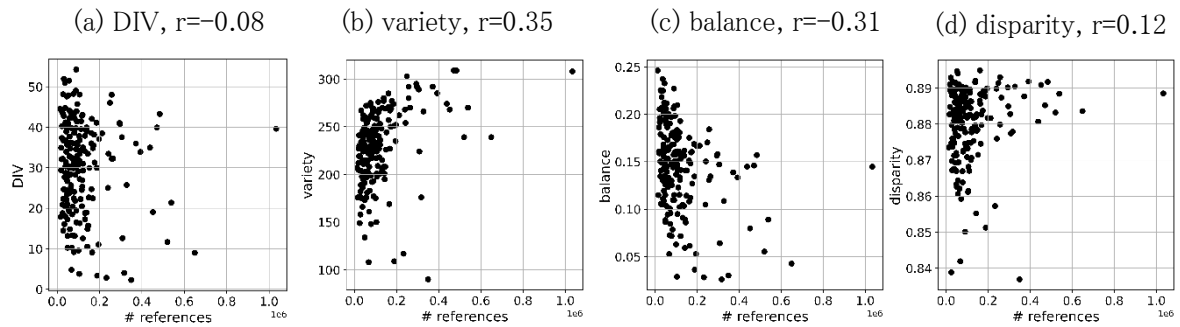 (a) DIV, r=−0.08
(b) variety, r=0.35
(c) balance, r=−0.31
(d) disparity, r=0.12
50
40
30
20
10
0
DIV
0.0 0.2 0.4 0.6 0.8 1.0
# references
1e6
300
250
200
150
100
variety
0.0 0.2 0.4 0.6 0.8 1.0
# references
1e6
0.25
0.20
0.15
0.10
0.05
balance
0.0 0.2 0.4 0.6 0.8 1.0
# references
1e6
0.89
0.88
0.87
0.86
0.85
0.84
disparity
0.0 0.2 0.4 0.6 0.8 1.0
# references
1e6